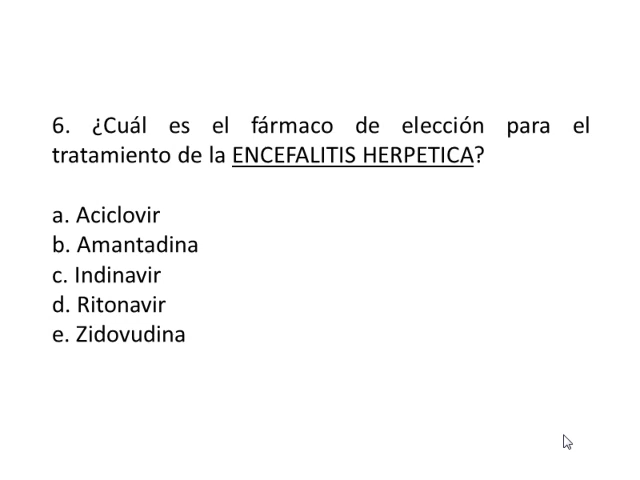 6. ¿Cuál es el fármaco de elección para el
tratamiento de la ENCEFALITIS HERPETICA?
a. Aciclovir
b. Amantadina
c. Indinavir
d. Ritonavir
e. Zidovudina